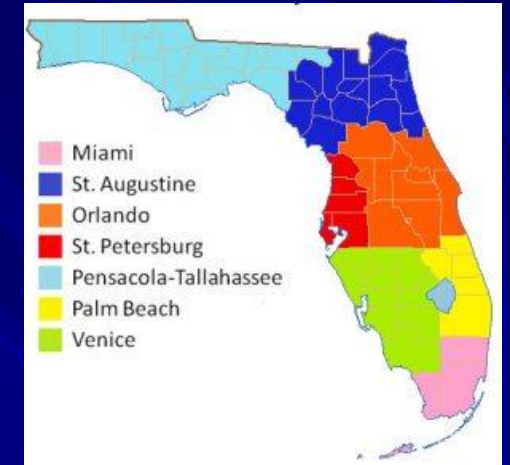 Miami
St. Augustine
Orlando
St. Petersburg
Pensacola-Tallahassee
Palm Beach
Venice